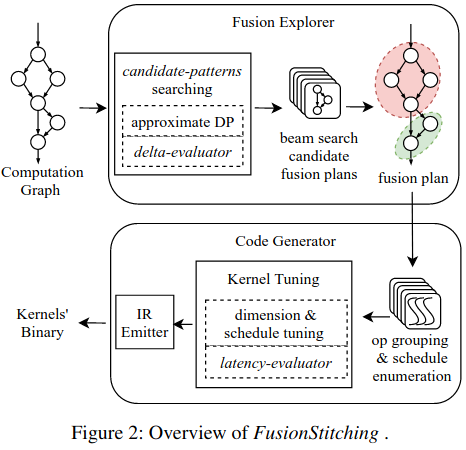 Fusion Explorer
candidate-patterns
searching
approximate DP
delta-evaluator
beam search
candidate
fusion plans
fusion plan
Computation
Graph
Code Generator
Kernel Tuning
dimension &
schedule tuning
latency-evaluator
op grouping
& schedule
enumeration
IR
Emitter
Kernels'
Binary
Figure 2: Overview of FusionStitching .